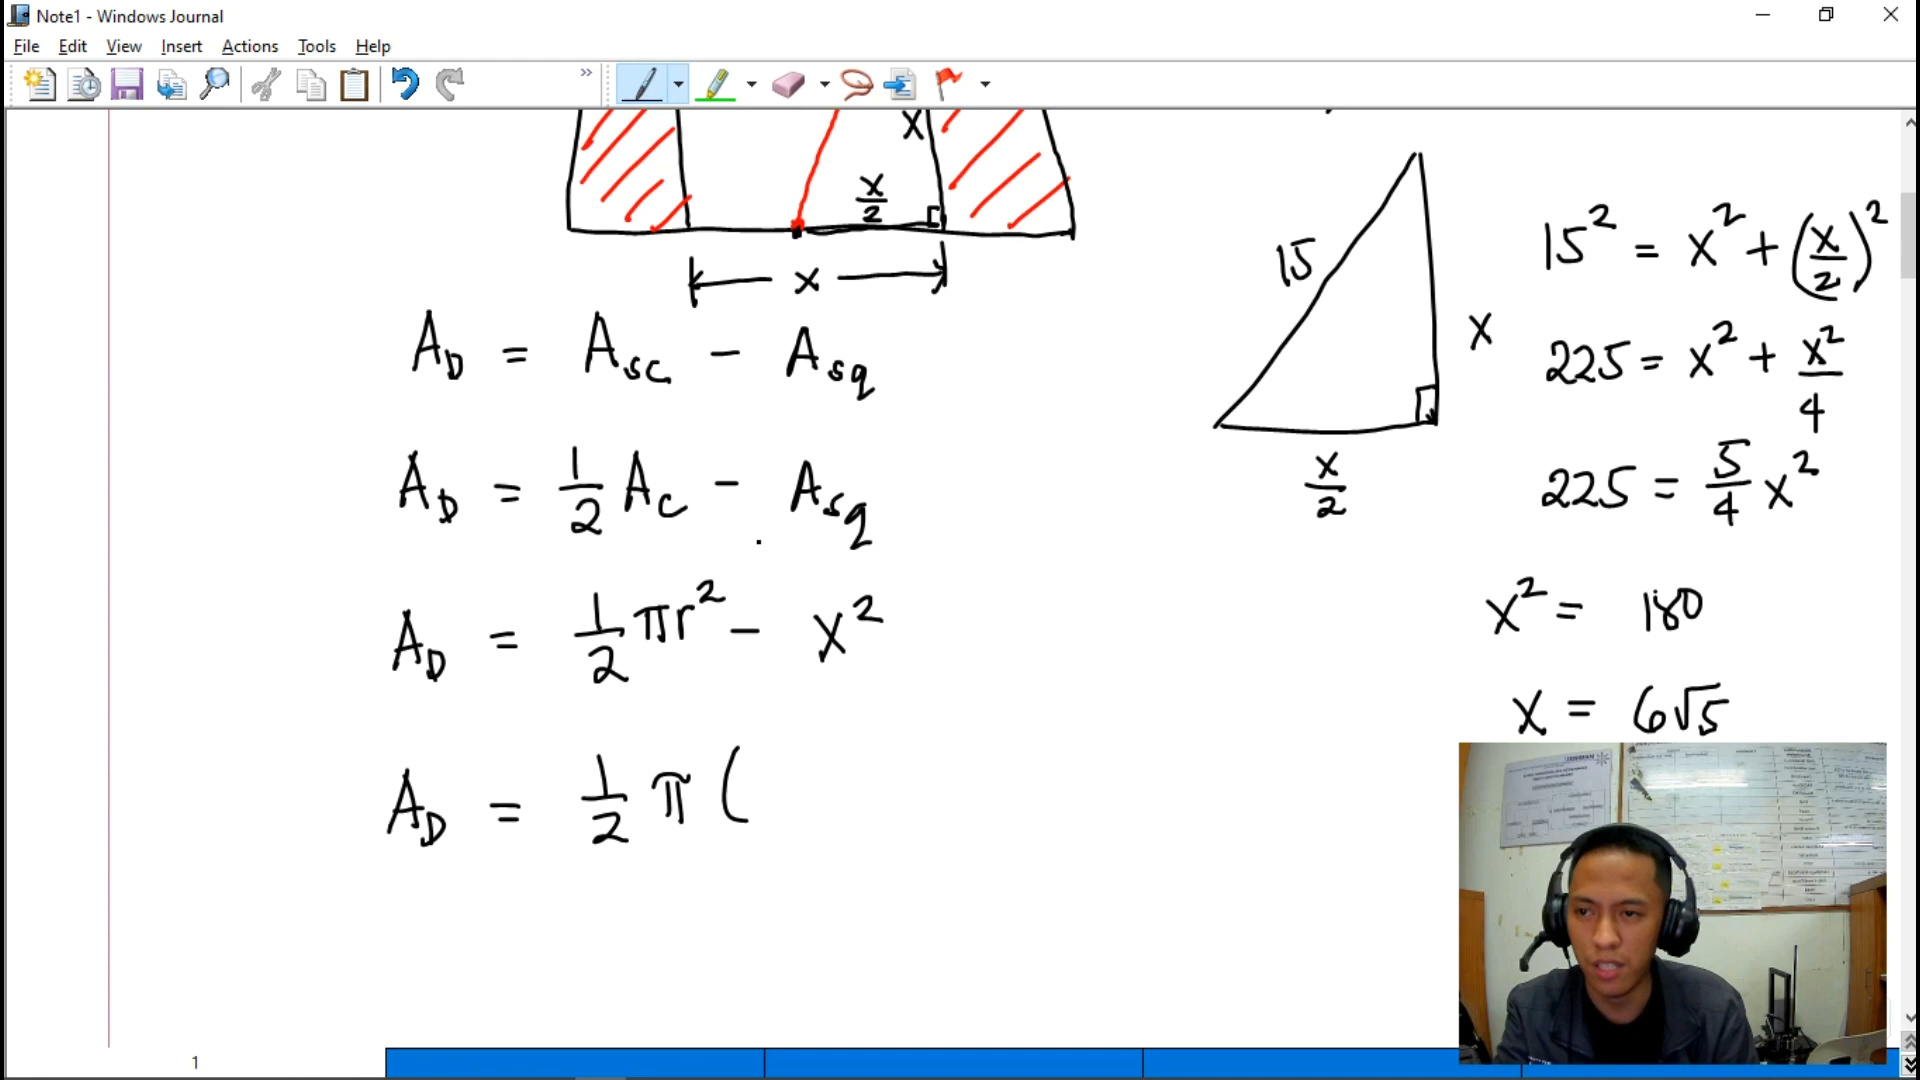 Note1 - Windows Journal
File Edit View Insert Actions Tools Help
x
x/2
x
A_D = A_sc - A_sq
A_D = 1/2 A_c - A_sq
A_D = 1/2 πr² - x²
A_D = 1/2 π (
15
x
x/2
15² = x² + (x/2)²
225 = x² + x²/4
225 = 5/4 x²
x² = 180
x = 6√5
1